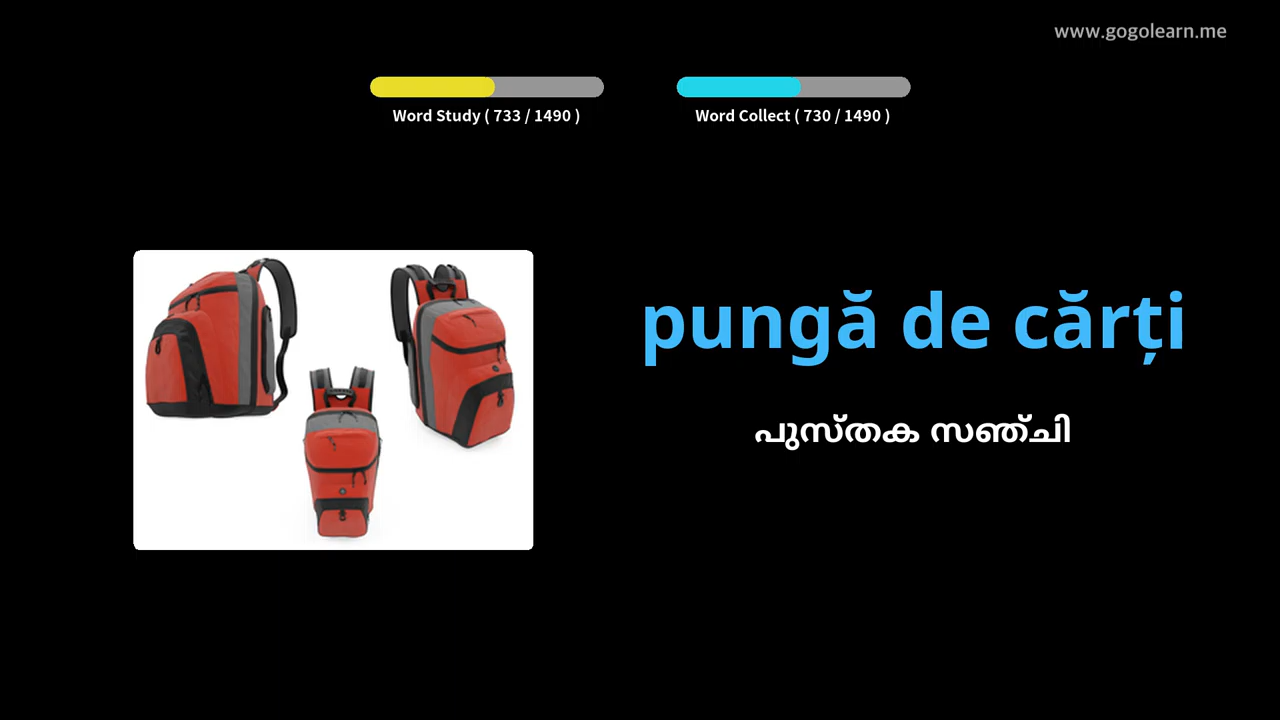 www.gogolearn.me
Word Study ( 733 / 1490 )
Word Collect ( 730 / 1490 )
pungă de cărți
പുസ്തക സഞ്ചി